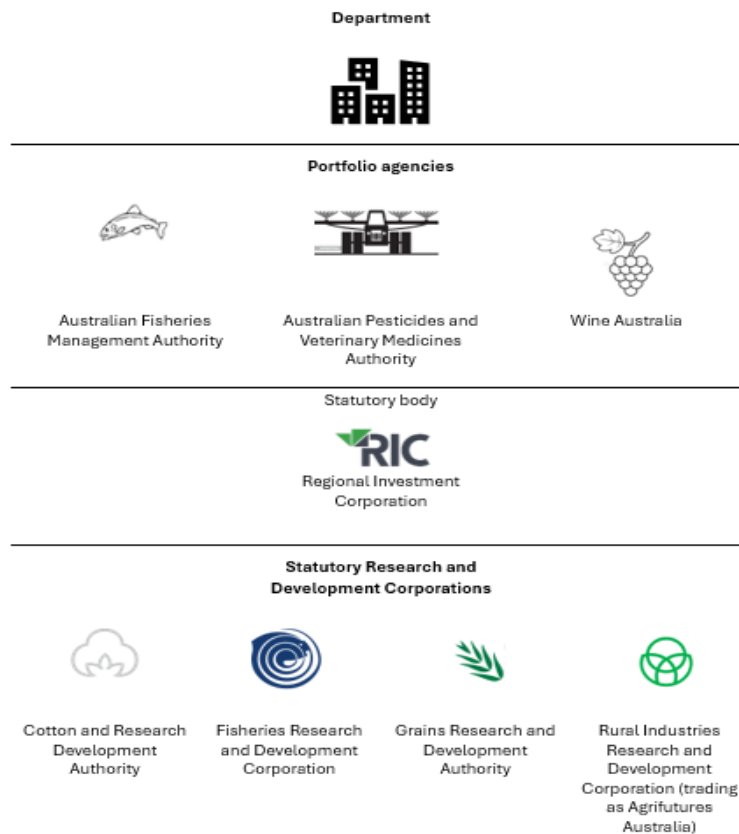 Department
Portfolio agencies
Australian Fisheries
Management Authority
Australian Pesticides and
Veterinary Medicines
Authority
Wine Australia
Statutory body
RIC
Regional Investment
Corporation
Statutory Research and
Development Corporations
Cotton and Research
Development
Authority
Fisheries Research
and Development
Corporation
Grains Research and
Development
Authority
Rural Industries
Research and
Development
Corporation (trading
as Agrifutures
Australia)